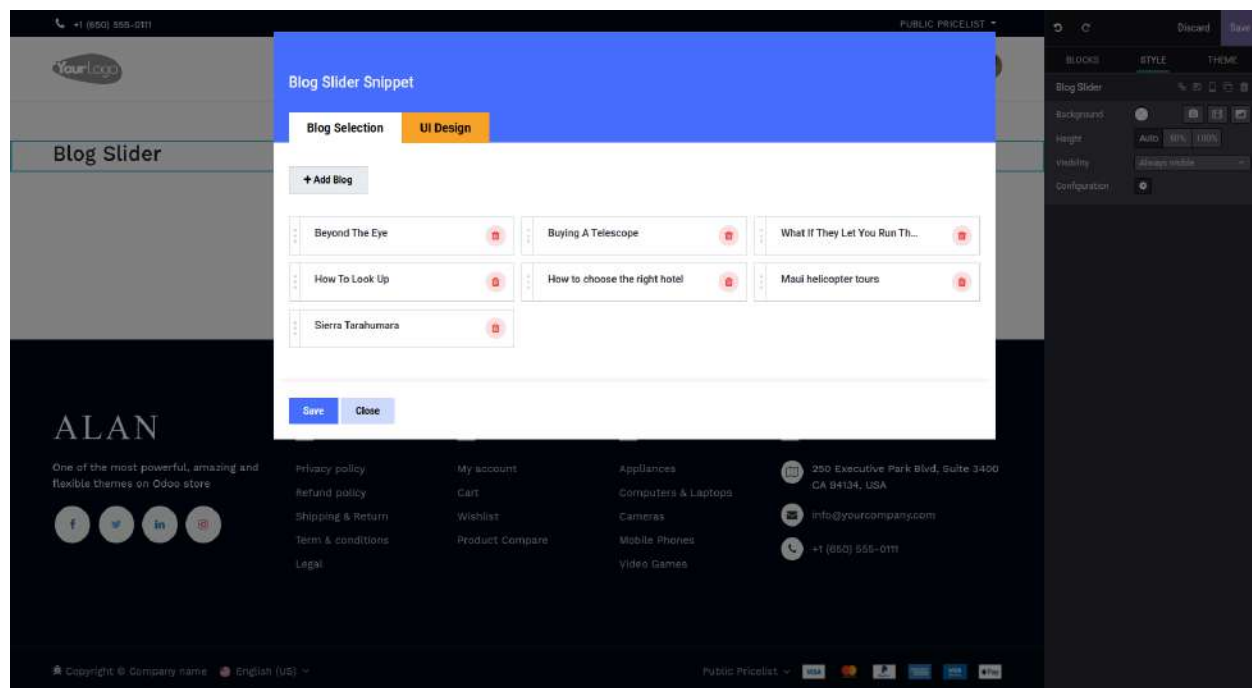 +1 (650) 555-0111
PUBLIC PRICELIST
Discard
Save
YourLogo
BLOCKS
STYLE
THEME
Blog Slider Snippet
Blog Slider
Blog Selection
UI Design
Background
Height
AUTO
50%
100%
Blog Slider
Visibility
Always visible
+ Add Blog
Configuration
Beyond The Eye
Buying A Telescope
What If They Let You Run Th...
How To Look Up
How to choose the right hotel
Maui helicopter tours
Sierra Tarahumara
Save
Close
ALAN
One of the most powerful, amazing and
flexible themes on Odoo store
Privacy policy
Refund policy
Shipping & Return
Term & conditions
Legal
My account
Cart
Wishlist
Product Compare
Appliances
Computers & Laptops
Cameras
Mobile Phones
Video Games
250 Executive Park Blvd, Suite 3400
CA 94134, USA
info@yourcompany.com
+1 (650) 555-0111
Copyright © Company name
English (US)
Public Pricelist
VISA
Pay